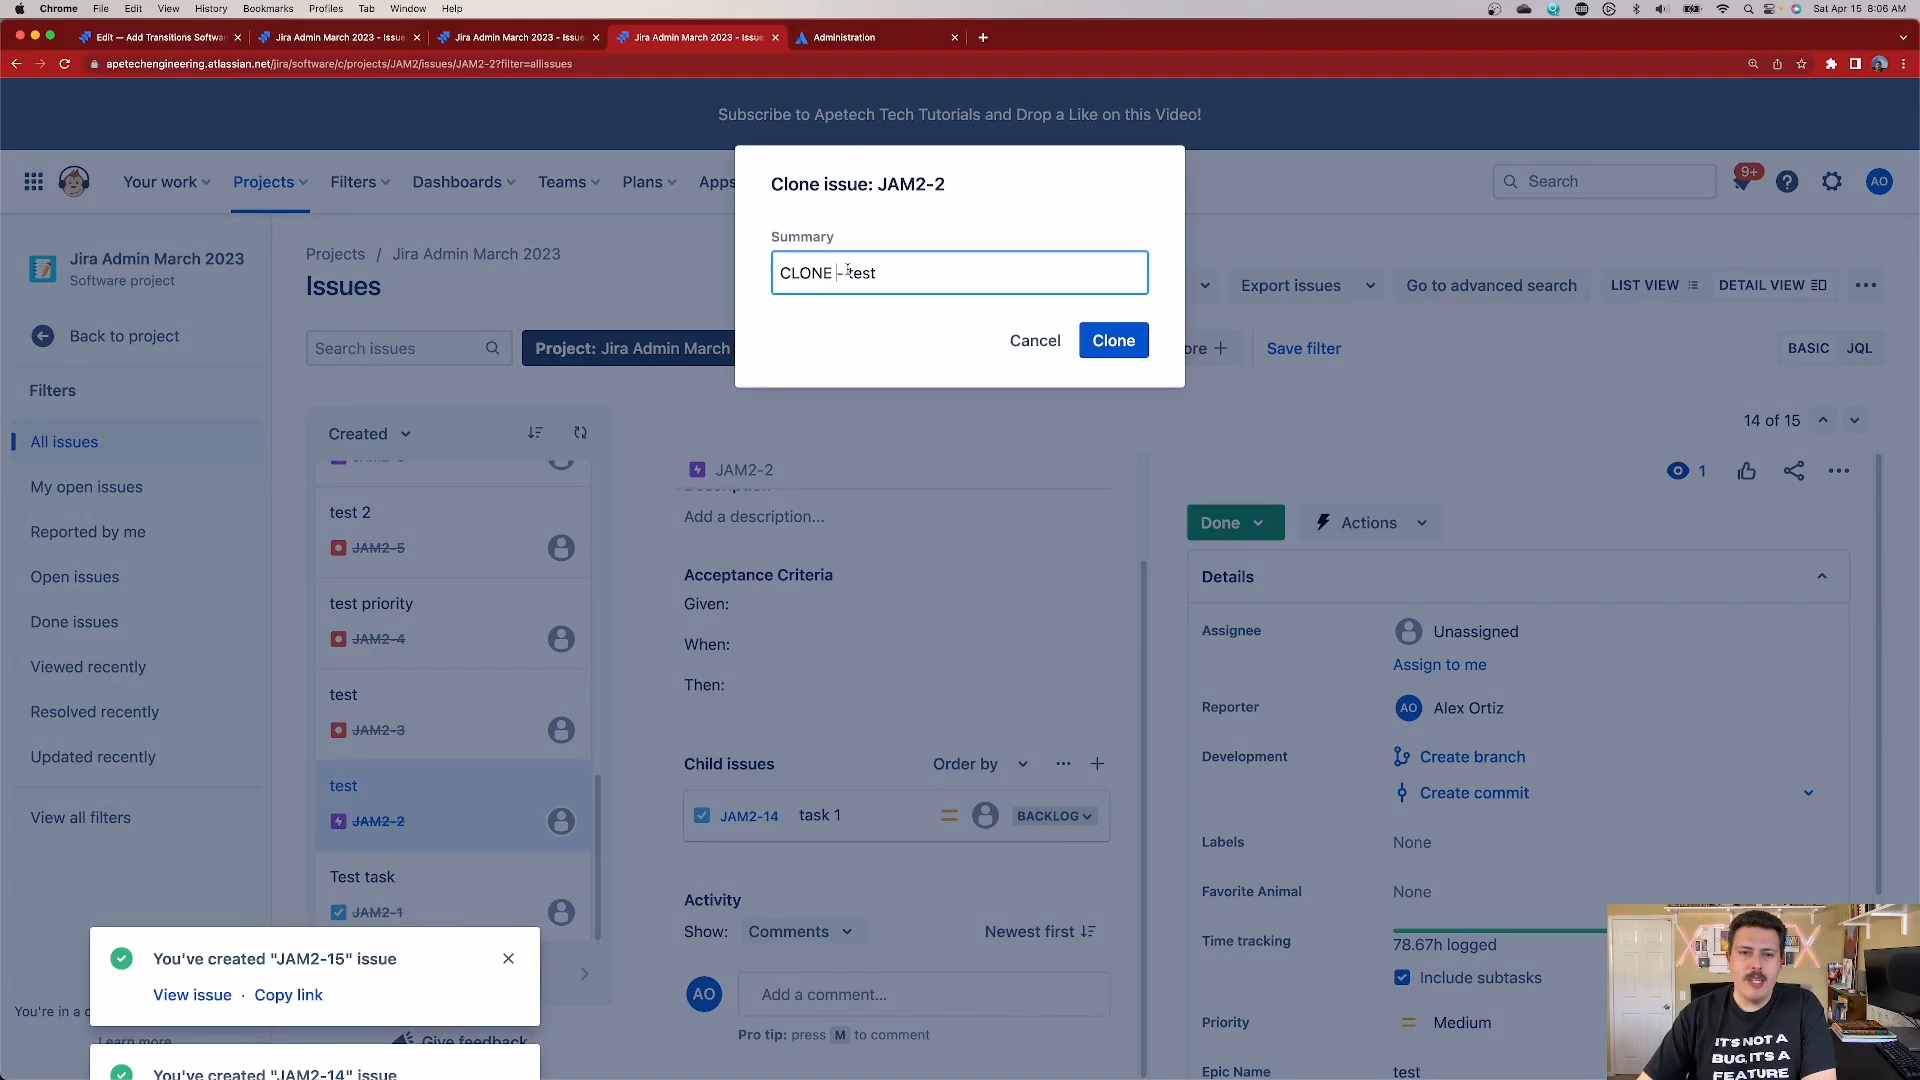 Chrome File Edit View History Bookmarks Profiles Tab Window Help Sat Apr 15 8:06 AM
Edit — Add Transitions Softwar
Jira Admin March 2023 - Issue
Jira Admin March 2023 - Issue
Jira Admin March 2023 - Issue
Administration
apetechengineering.atlassian.net/jira/software/c/projects/JAM2/issues/JAM2-2?filter=allissues
Subscribe to Apetech Tech Tutorials and Drop a Like on this Video!
Your work Projects Filters Dashboards Teams Plans Apps
Search
9+
AO
Clone issue: JAM2-2
Summary
CLONE - test
Cancel
Clone
Jira Admin March 2023
Software project
Back to project
Filters
All issues
My open issues
Reported by me
Open issues
Done issues
Viewed recently
Resolved recently
Updated recently
View all filters
Projects / Jira Admin March 2023
Issues
Export issues
Go to advanced search
LIST VIEW
DETAIL VIEW
Search issues
Project: Jira Admin March
Save filter
BASIC
JQL
Created
test 2
JAM2-5
test priority
JAM2-4
test
JAM2-3
test
JAM2-2
Test task
JAM2-1
14 of 15
JAM2-2
Add a description...
Acceptance Criteria
Given:
When:
Then:
Child issues
Order by
JAM2-14 task 1 BACKLOG
Activity
Show: Comments
Newest first
AO
Add a comment...
Pro tip: press M to comment
1
Done
Actions
Details
Assignee
Unassigned
Assign to me
Reporter
AO Alex Ortiz
Development
Create branch
Create commit
Labels
None
Favorite Animal
None
Time tracking
78.67h logged
Include subtasks
Priority
Medium
Epic Name
test
You've created "JAM2-15" issue
View issue · Copy link
You're in a
Learn more
Give feedback
You've created "JAM2-14" issue
IT'S NOT A
BUG, IT'S A
FEATURE